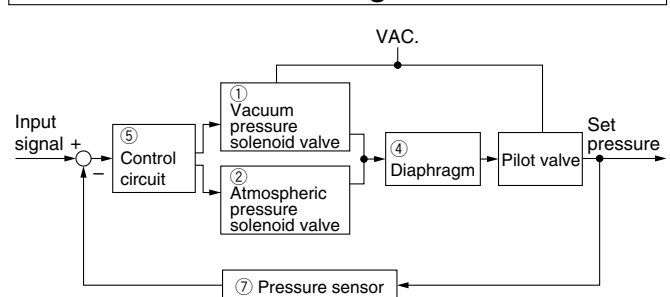 VAC.
Input
signal +
−
⑤
Control
circuit
①
Vacuum
pressure
solenoid valve
②
Atmospheric
pressure
solenoid valve
④
Diaphragm
Pilot valve
Set
pressure
⑦ Pressure sensor